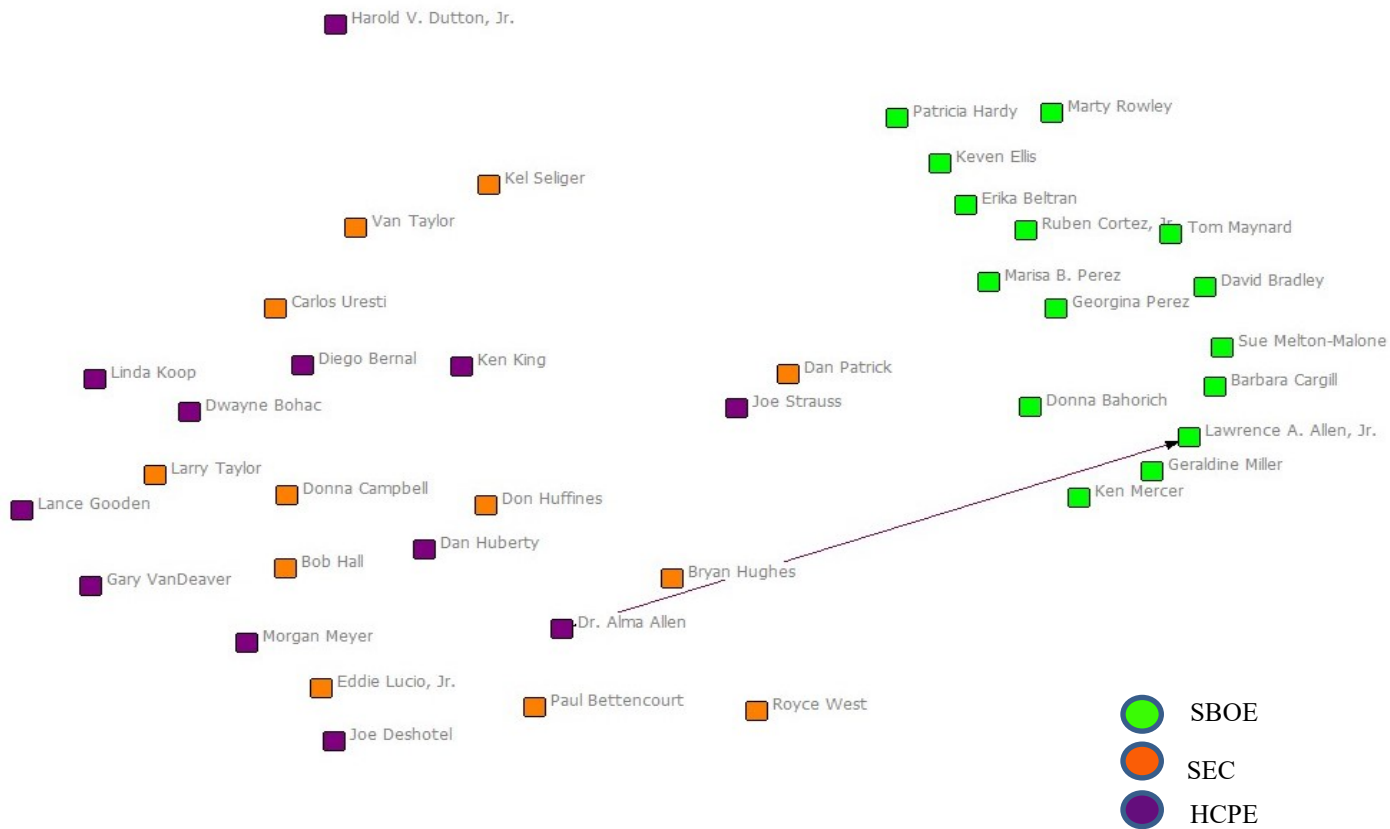 Harold V. Dutton, Jr.
Patricia Hardy
Marty Rowley
Keven Ellis
Kel Seliger
Erika Beltran
Van Taylor
Ruben Cortez, Jr.
Tom Maynard
Marisa B. Perez
David Bradley
Carlos Uresti
Georgina Perez
Sue Melton-Malone
Diego Bernal
Ken King
Dan Patrick
Linda Koop
Barbara Cargill
Dwayne Bohac
Joe Strauss
Donna Bahorich
Lawrence A. Allen, Jr.
Larry Taylor
Geraldine Miller
Donna Campbell
Ken Mercer
Lance Gooden
Don Huffines
Dan Huberty
Bob Hall
Bryan Hughes
Gary VanDeaver
Dr. Alma Allen
Morgan Meyer
Eddie Lucio, Jr.
Paul Bettencourt
Royce West
Joe Deshotel
SBOE
SEC
HCPE